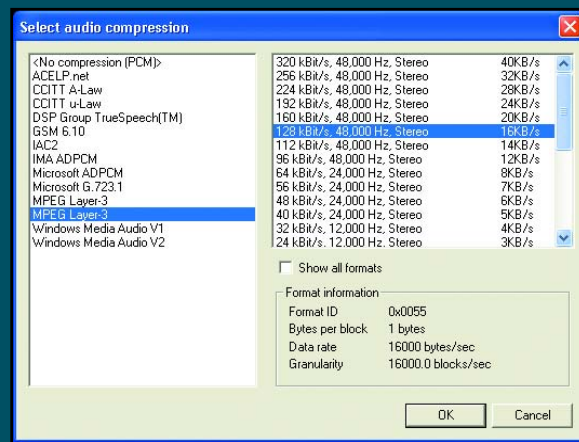 Select audio compression
<No compression (PCM)>
ACELP.net
CCITT A-Law
CCITT u-Law
DSP Group TrueSpeech(TM)
GSM 6.10
IAC2
IMA ADPCM
Microsoft ADPCM
Microsoft G.723.1
MPEG Layer-3
MPEG Layer-3
Windows Media Audio V1
Windows Media Audio V2
320 kBit/s, 48,000 Hz, Stereo 40KB/s
256 kBit/s, 48,000 Hz, Stereo 32KB/s
224 kBit/s, 48,000 Hz, Stereo 28KB/s
192 kBit/s, 48,000 Hz, Stereo 24KB/s
160 kBit/s, 48,000 Hz, Stereo 20KB/s
128 kBit/s, 48,000 Hz, Stereo 16KB/s
112 kBit/s, 48,000 Hz, Stereo 14KB/s
96 kBit/s, 48,000 Hz, Stereo 12KB/s
64 kBit/s, 24,000 Hz, Stereo 8KB/s
56 kBit/s, 24,000 Hz, Stereo 7KB/s
48 kBit/s, 24,000 Hz, Stereo 6KB/s
40 kBit/s, 24,000 Hz, Stereo 5KB/s
32 kBit/s, 12,000 Hz, Stereo 4KB/s
24 kBit/s, 12,000 Hz, Stereo 3KB/s
Show all formats
Format information
Format ID 0x0055
Bytes per block 1 bytes
Data rate 16000 bytes/sec
Granularity 16000.0 blocks/sec
OK Cancel